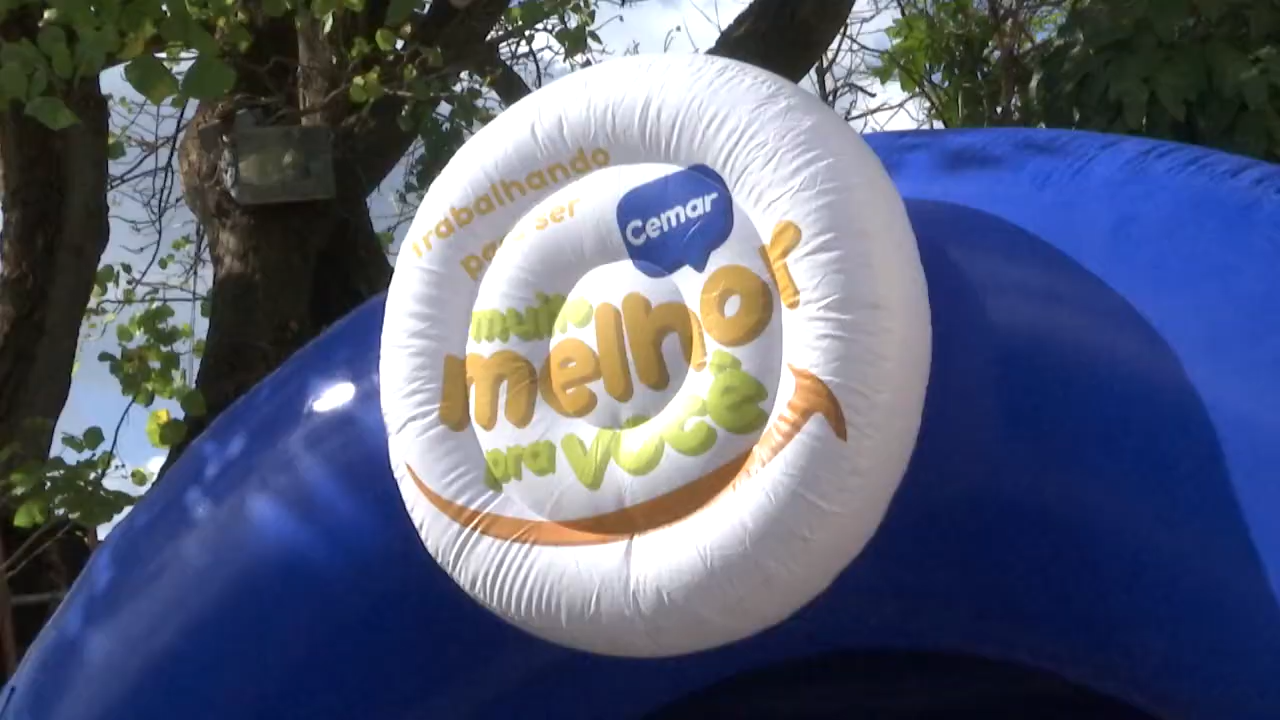 Trabalhando
para ser
Cemar
muito
melhor
pra você